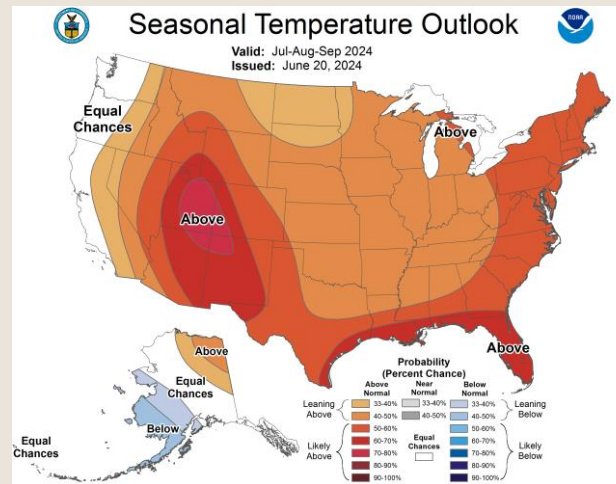 Seasonal Temperature Outlook
Valid: Jul-Aug-Sep 2024
Issued: June 20, 2024
NOAA
Equal
Chances
Above
Above
Above
Above
Equal
Chances
Below
Equal
Chances
Probability
(Percent Chance)
Above
Normal
Near
Normal
Below
Normal
Leaning
Above
33-40%
40-50%
33-40%
40-50%
33-40%
40-50%
Leaning
Below
Likely
Above
50-60%
60-70%
70-80%
80-90%
90-100%
Equal
Chances
50-60%
60-70%
70-80%
80-90%
90-100%
Likely
Below